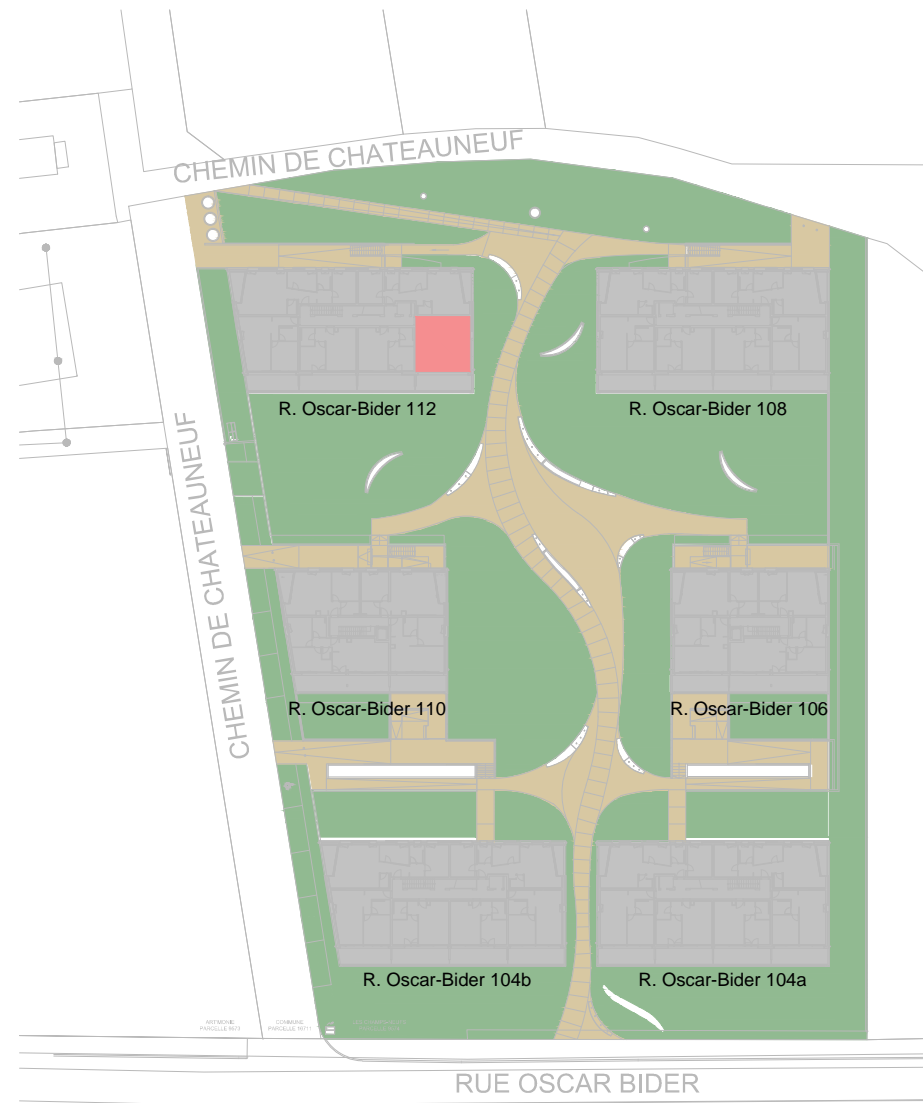 CHEMIN DE CHATEAUNEUF
R. Oscar-Bider 112
R. Oscar-Bider 108
CHEMIN DE CHATEAUNEUF
R. Oscar-Bider 110
R. Oscar-Bider 106
R. Oscar-Bider 104b
R. Oscar-Bider 104a
COMMUNE
RUE OSCAR BIDER